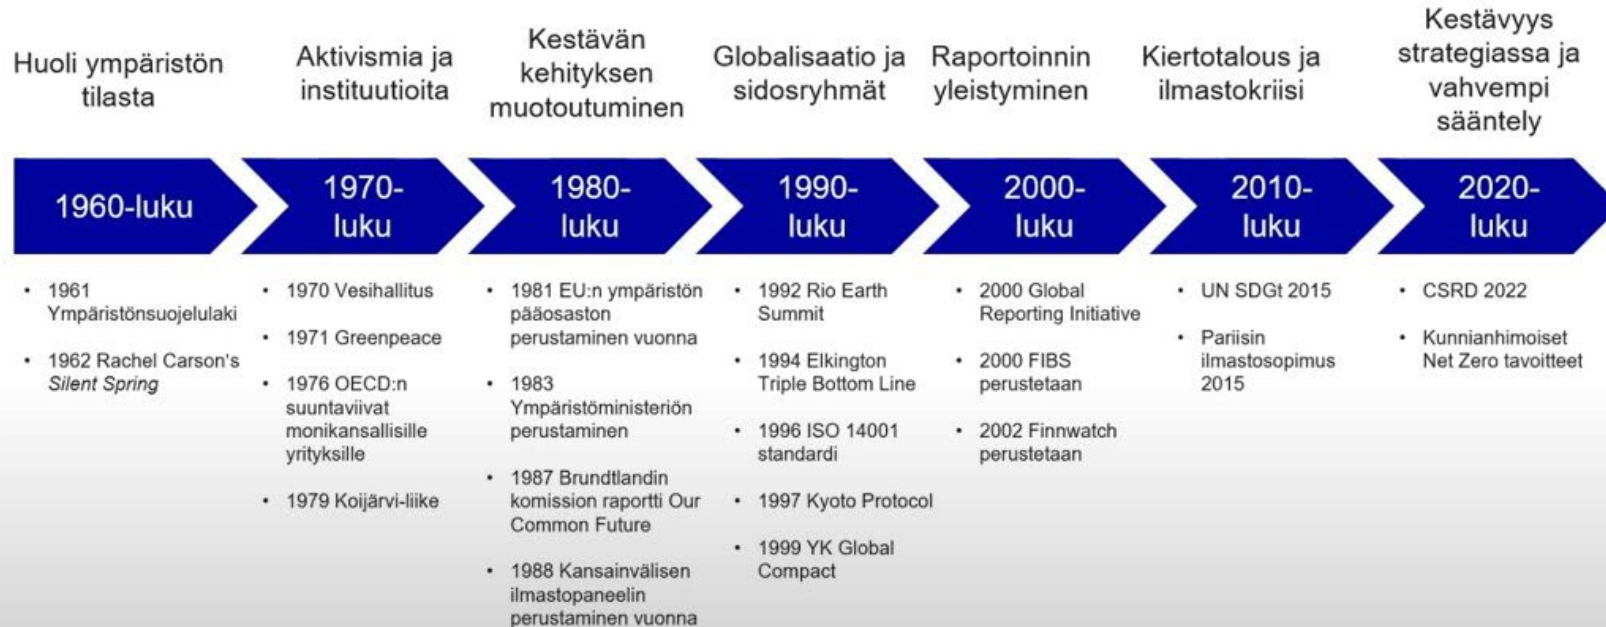 Huoli ympäristön
tilasta
Aktivismia ja
instituutioita
Kestävän
kehityksen
muotoutuminen
Globalisaatio ja
sidosryhmät
Raportoinnin
yleistyminen
Kiertotalous ja
ilmastokriisi
Kestävyys
strategiassa ja
vahvempi
sääntely
1960-luku
1970-
luku
1980-
luku
1990-
luku
2000-
luku
2010-
luku
2020-
luku
• 1961
Ympäristönsuojelulaki
• 1962 Rachel Carson's
Silent Spring
• 1970 Vesihallitus
• 1971 Greenpeace
• 1976 OECD:n
suuntaviivat
monikansallisille
yrityksille
• 1979 Koijärvi-liike
• 1981 EU:n ympäristön
pääosaston
perustaminen vuonna
• 1983
Ympäristöministeriön
perustaminen
• 1987 Brundtlandin
komission raportti Our
Common Future
• 1988 Kansainvälisen
ilmastopaneelin
perustaminen vuonna
• 1992 Rio Earth
Summit
• 1994 Elkington
Triple Bottom Line
• 1996 ISO 14001
standardi
• 1997 Kyoto Protocol
• 1999 YK Global
Compact
• 2000 Global
Reporting Initiative
• 2000 FIBS
perustetaan
• 2002 Finnwatch
perustetaan
• UN SDGt 2015
• Pariisin
ilmastosopimus
2015
• CSRD 2022
• Kunnianhimoiset
Net Zero tavoitteet